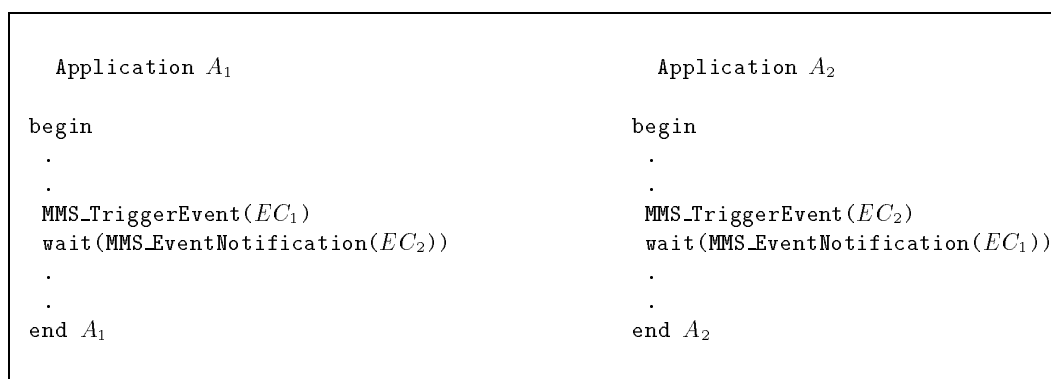 Application A₁
begin
.
.
MMS_TriggerEvent(EC₁)
wait(MMS_EventNotification(EC₂))
.
.
end A₁
Application A₂
begin
.
.
MMS_TriggerEvent(EC₂)
wait(MMS_EventNotification(EC₁))
.
.
end A₂